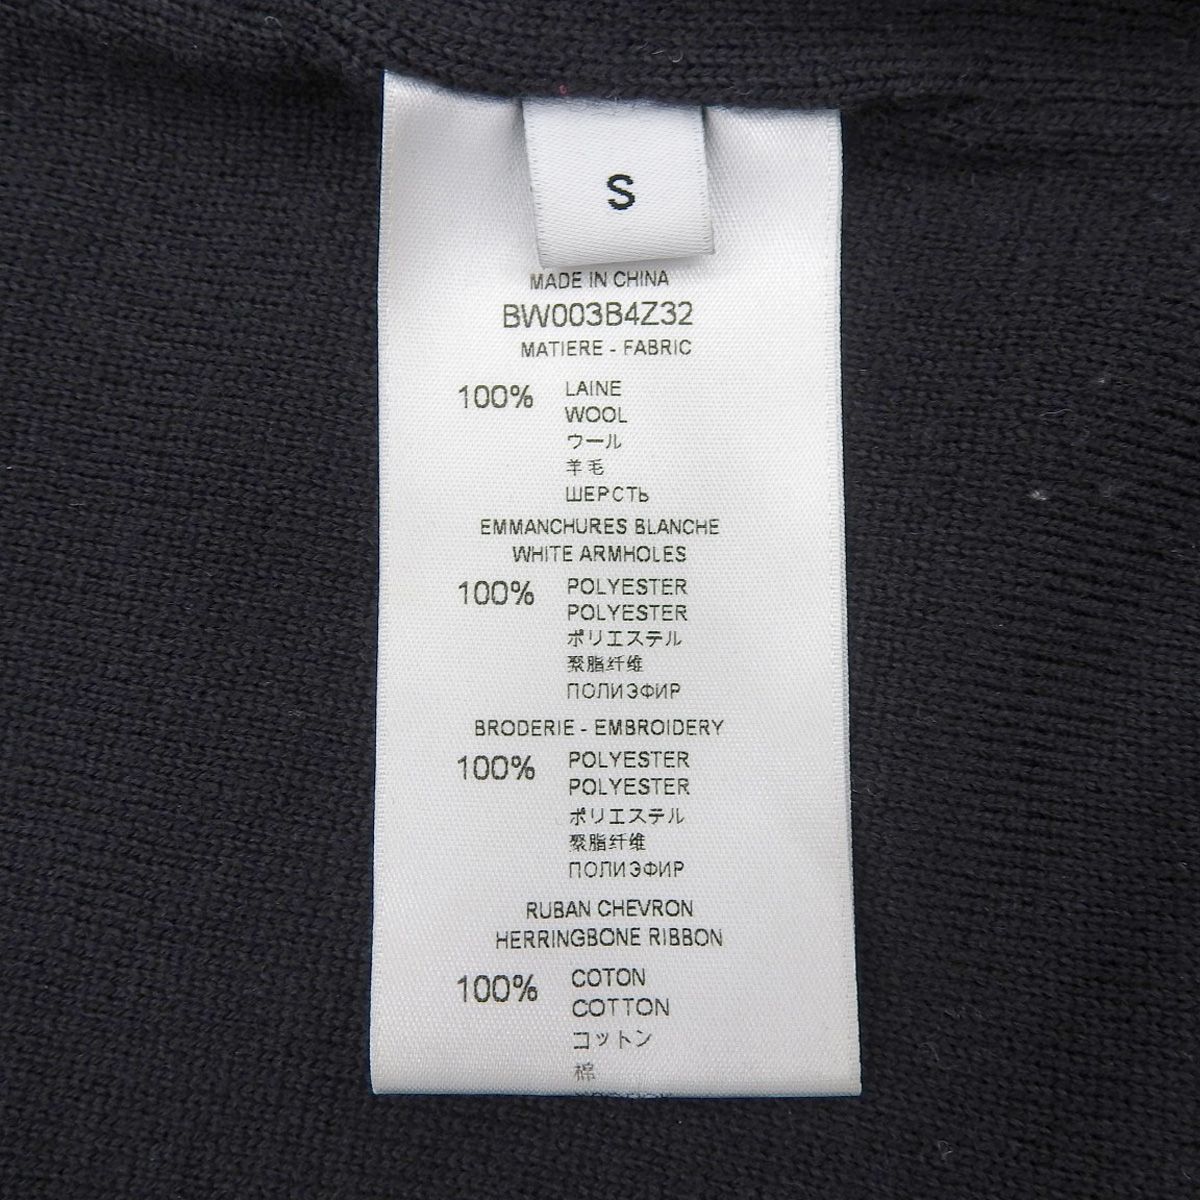 S
MADE IN CHINA
BW003B4Z32
MATIERE - FABRIC
100% LAINE
WOOL
ウール
羊毛
ШЕРСТЬ
EMMANCHURES BLANCHE
WHITE ARMHOLES
100% POLYESTER
POLYESTER
ポリエステル
聚脂纤维
ПОЛИЭФИР
BRODERIE - EMBROIDERY
100% POLYESTER
POLYESTER
ポリエステル
聚脂纤维
ПОЛИЭФИР
RUBAN CHEVRON
HERRINGBONE RIBBON
100% COTON
COTTON
コットン
棉